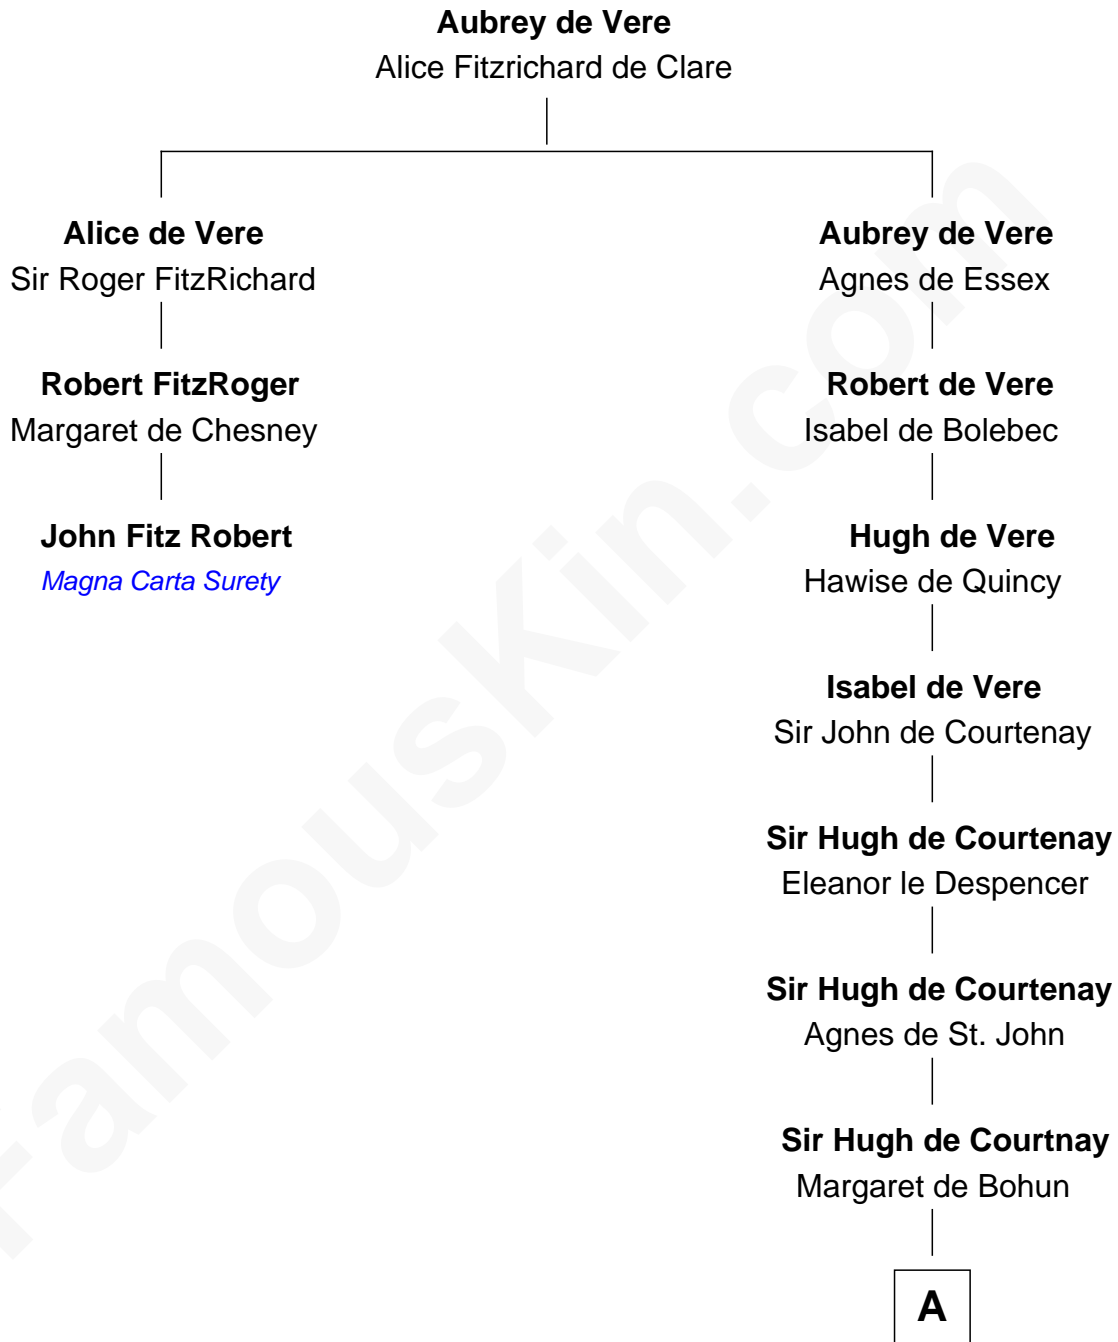 Aubrey de Vere
Alice Fitzrichard de Clare
Alice de Vere
Sir Roger FitzRichard
Robert FitzRoger
Margaret de Chesney
John Fitz Robert
Magna Carta Surety
Aubrey de Vere
Agnes de Essex
Robert de Vere
Isabel de Bolebec
Hugh de Vere
Hawise de Quincy
Isabel de Vere
Sir John de Courtenay
Sir Hugh de Courtenay
Eleanor le Despencer
Sir Hugh de Courtenay
Agnes de St. John
Sir Hugh de Courtnay
Margaret de Bohun
A
FamousKin.com